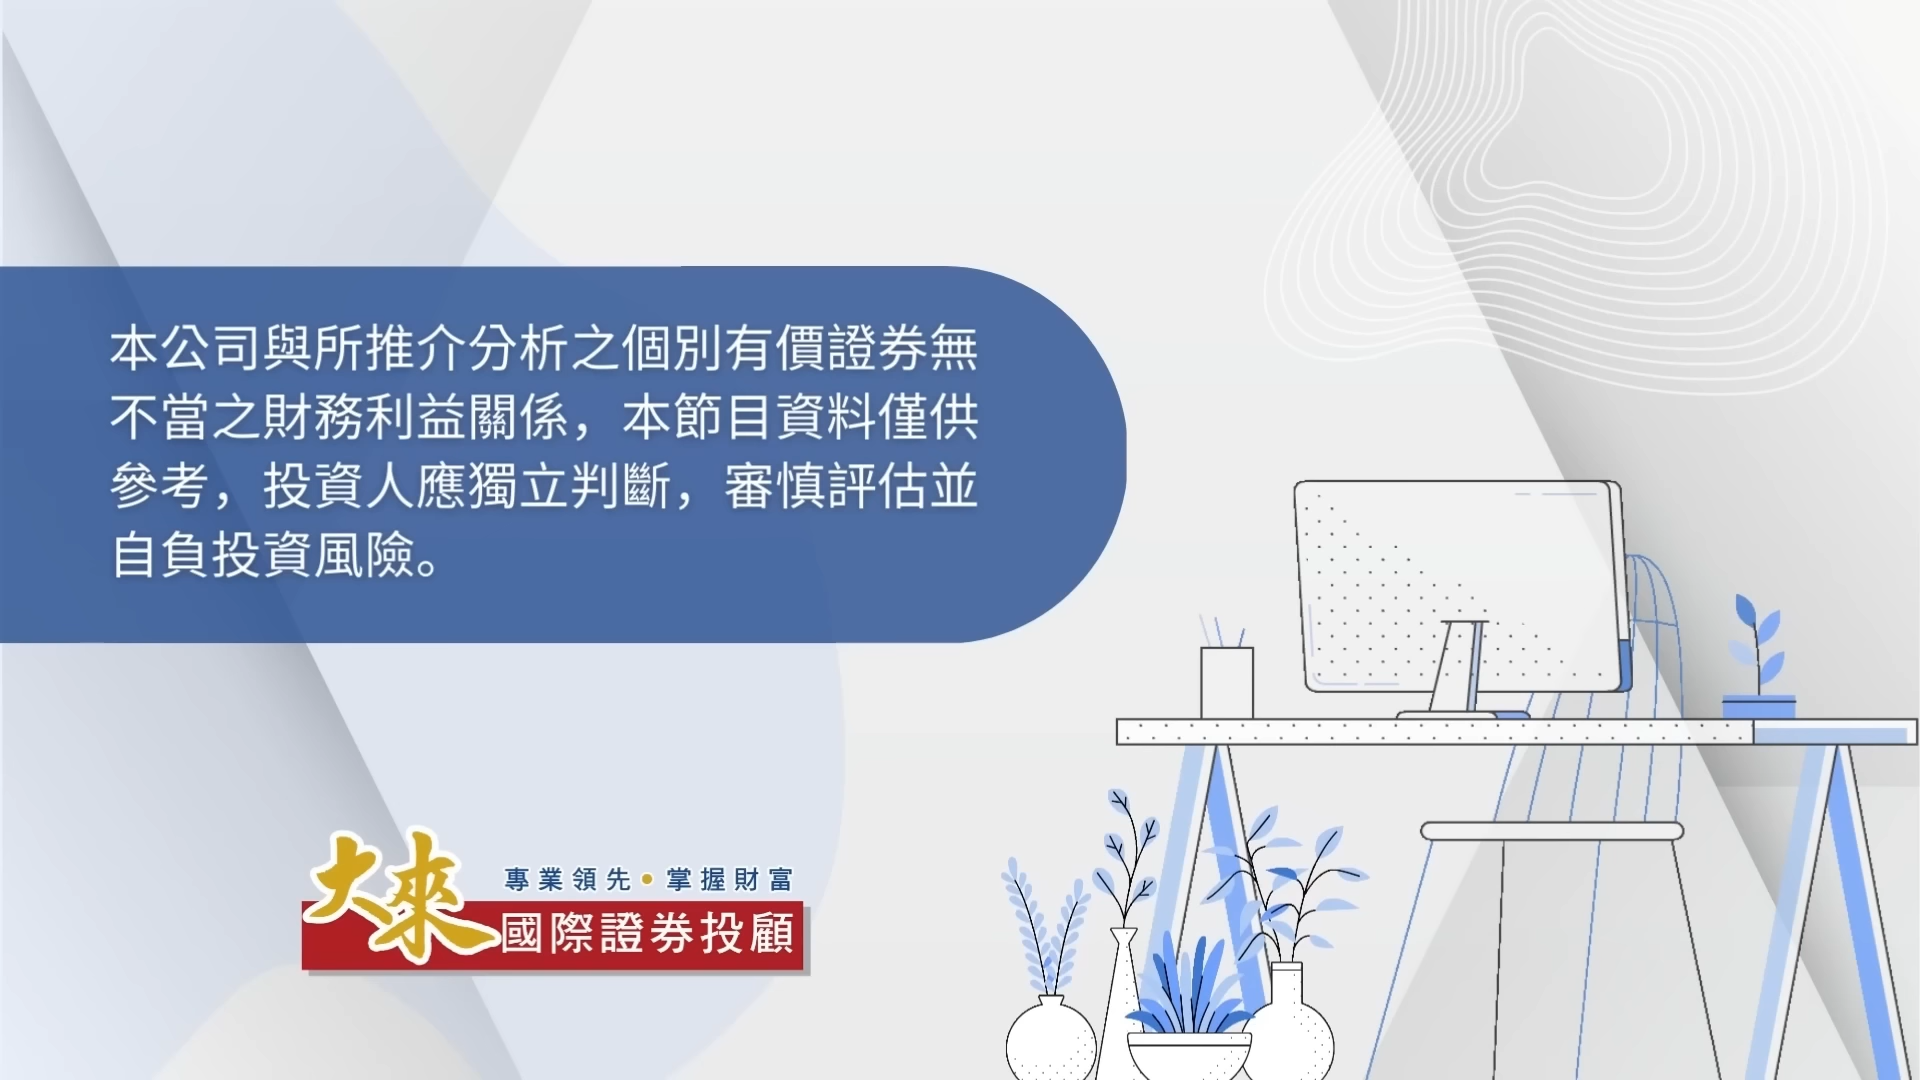 本公司與所推介分析之個別有價證券無
不當之財務利益關係，本節目資料僅供
參考，投資人應獨立判斷，審慎評估並
自負投資風險。
專業領先•掌握財富
大來國際證券投顧